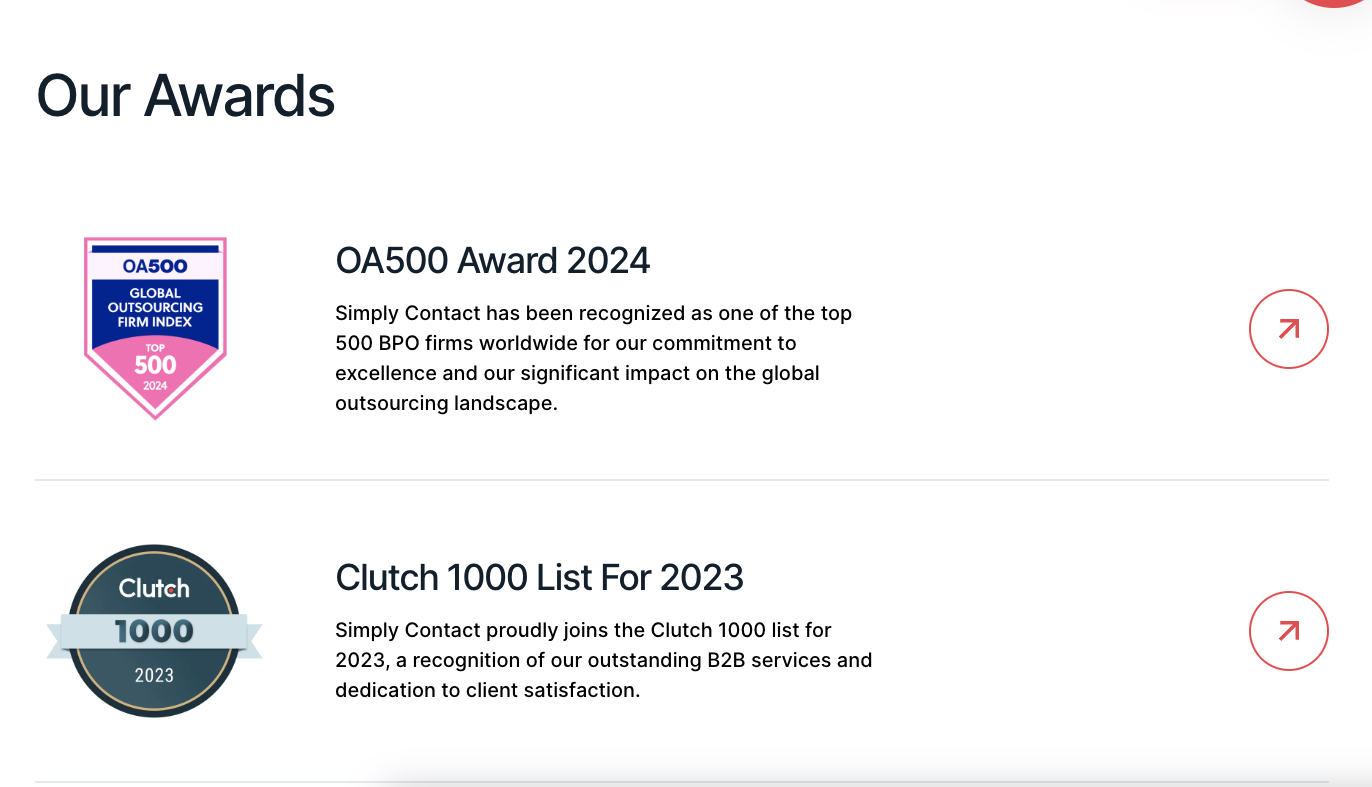 Our Awards
OA500
GLOBAL
OUTSOURCING
FIRM INDEX
TOP
500
2024
OA500 Award 2024
Simply Contact has been recognized as one of the top
500 BPO firms worldwide for our commitment to
excellence and our significant impact on the global
outsourcing landscape.
Clutch
1000
2023
Clutch 1000 List For 2023
Simply Contact proudly joins the Clutch 1000 list for
2023, a recognition of our outstanding B2B services and
dedication to client satisfaction.